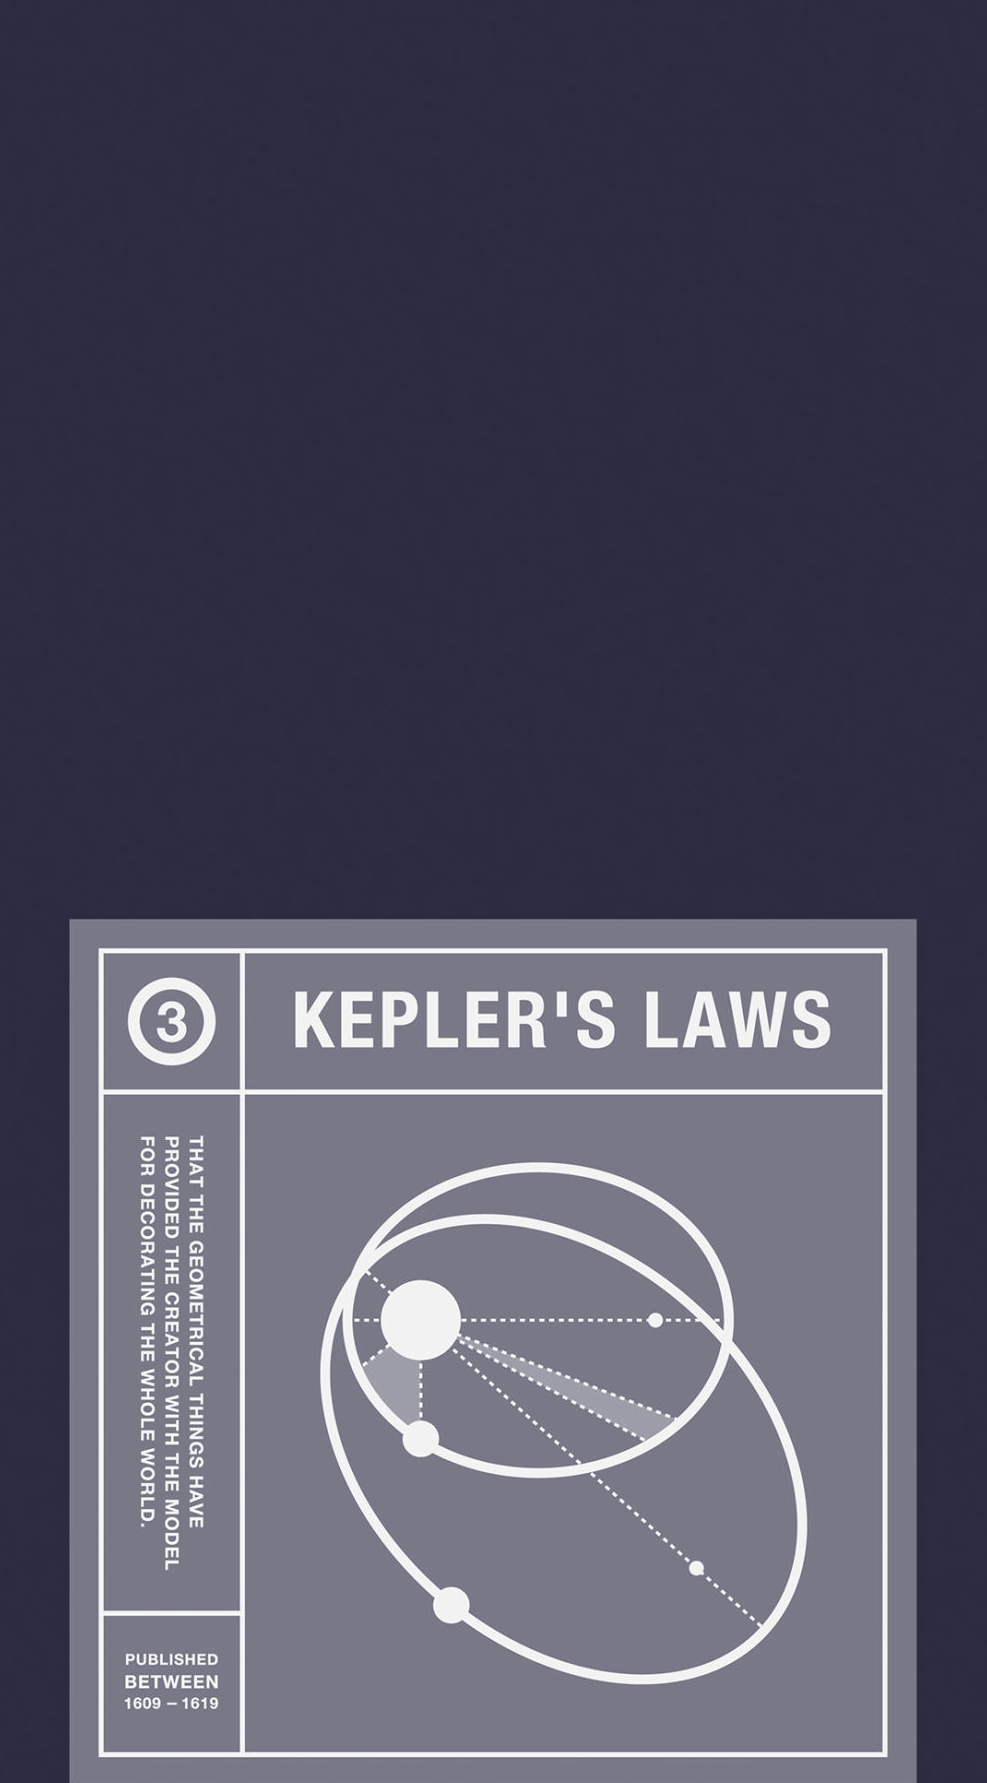 3
KEPLER'S LAWS
THAT THE GEOMETRICAL THINGS HAVE
PROVIDED THE CREATOR WITH THE MODEL
FOR DECORATING THE WHOLE WORLD.
PUBLISHED
BETWEEN
1609 – 1619